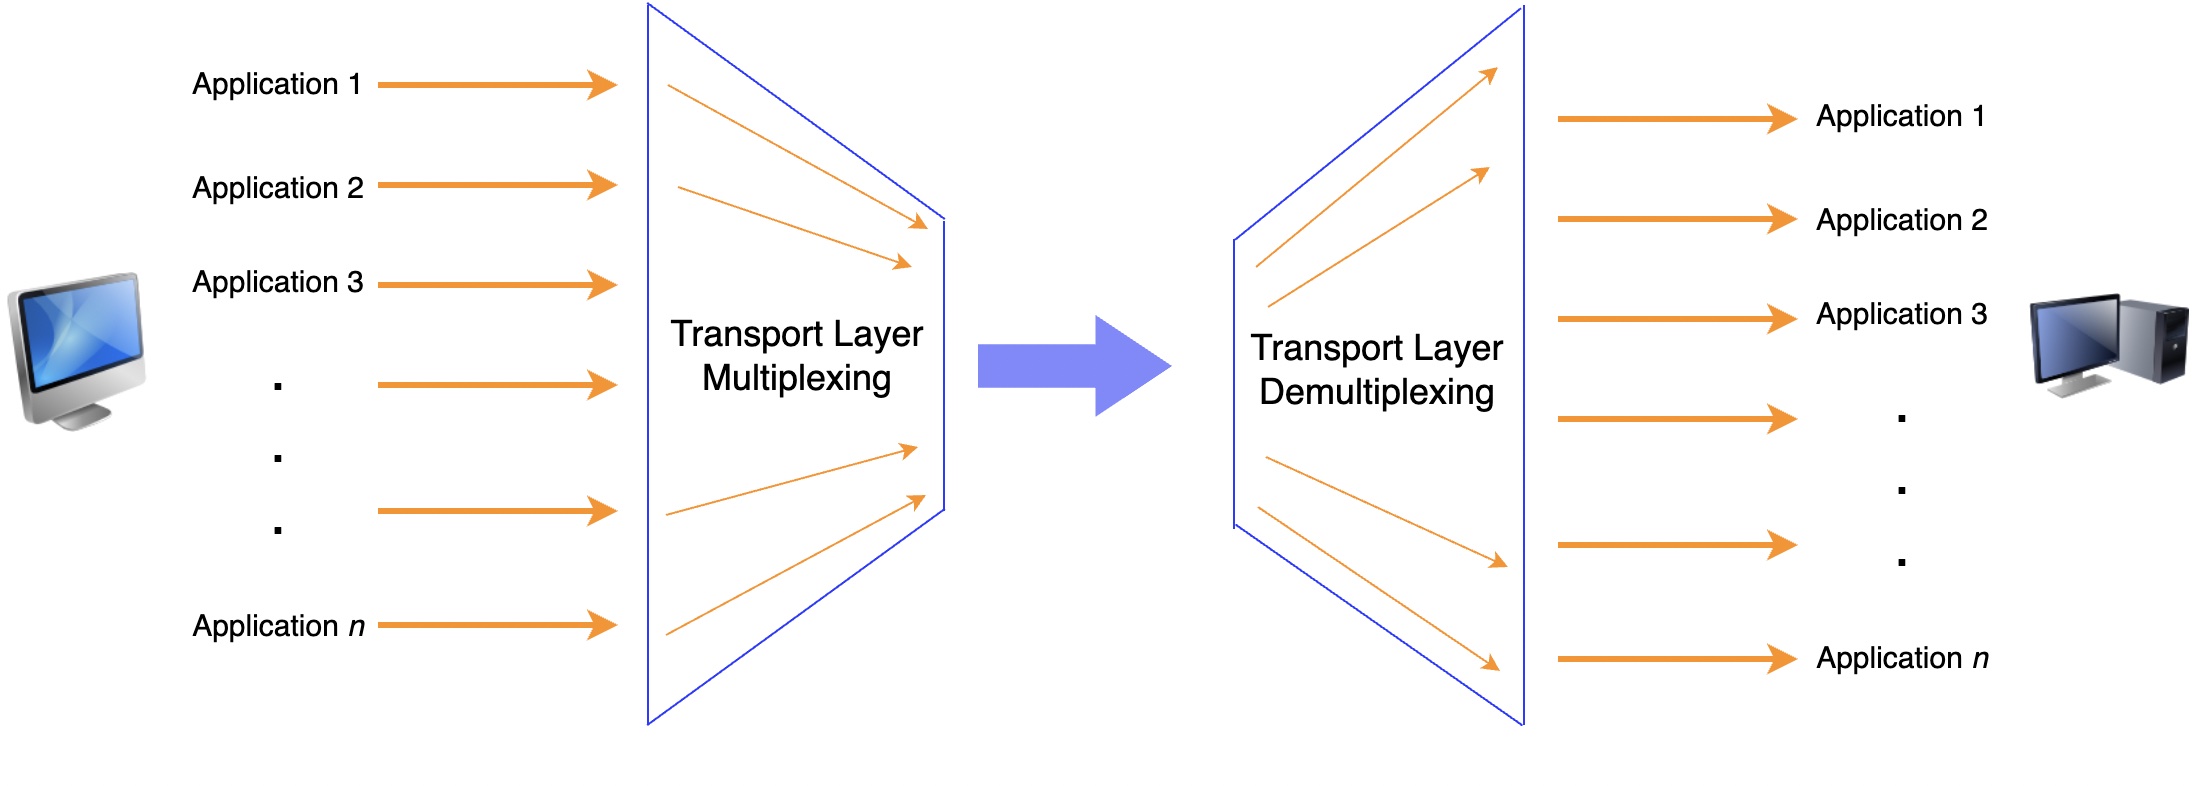 Application 1
Application 2
Application 3
.
.
.
Application n
Transport Layer
Multiplexing
Transport Layer
Demultiplexing
Application 1
Application 2
Application 3
.
.
.
Application n